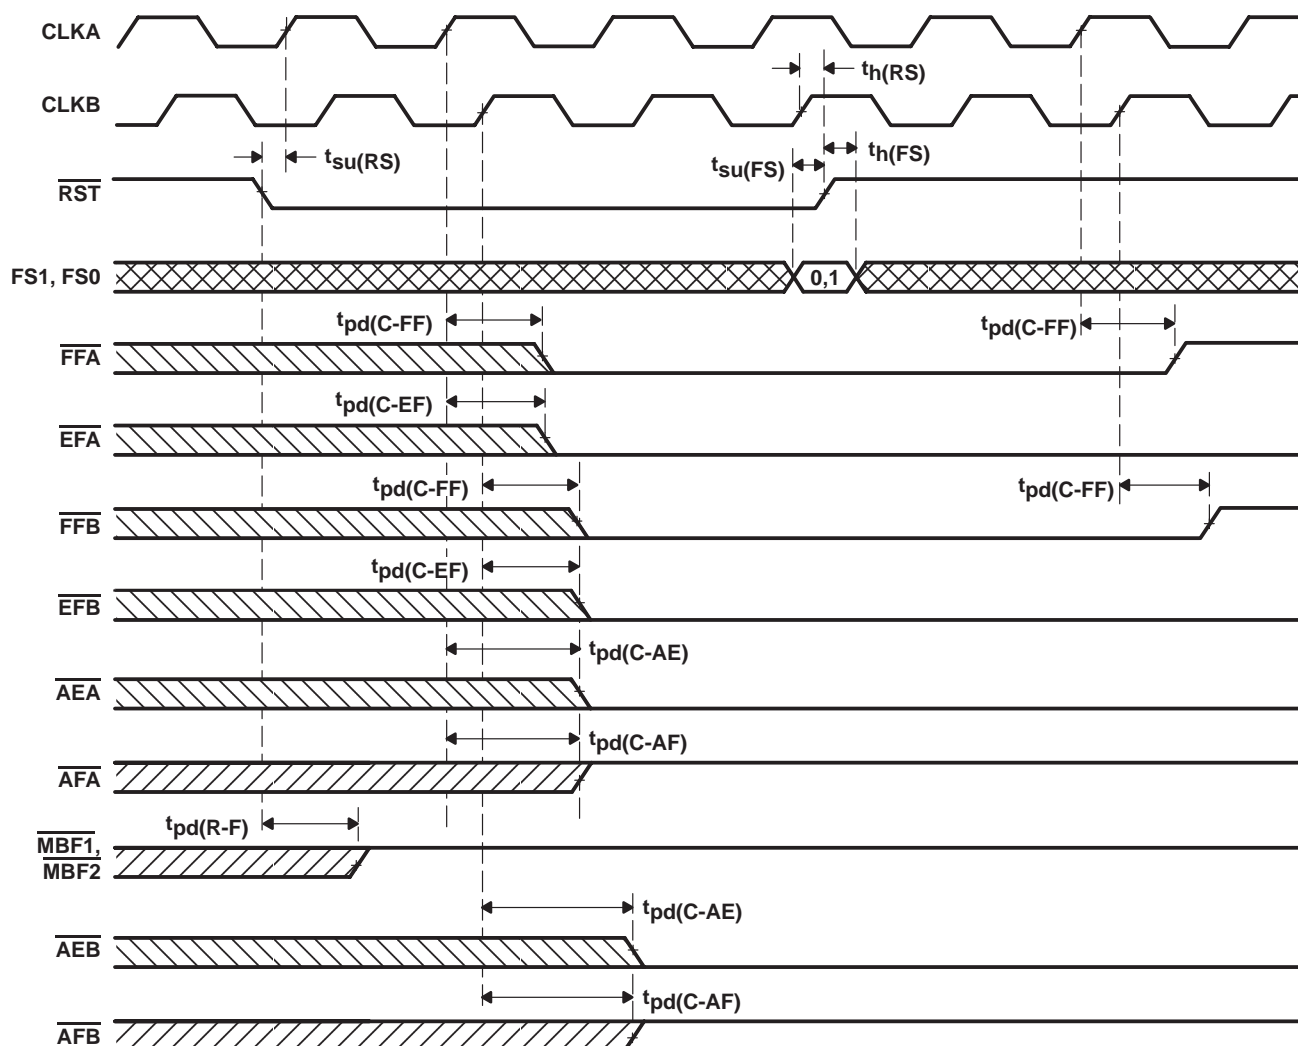 CLKA
th(RS)
CLKB
tsu(RS)
tsu(FS)
th(FS)
RST
FS1, FS0
0,1
tpd(C-FF)
tpd(C-FF)
FFA
tpd(C-EF)
EFA
tpd(C-FF)
tpd(C-FF)
FFB
tpd(C-EF)
EFB
tpd(C-AE)
AEA
tpd(C-AF)
AFA
tpd(R-F)
MBF1,
MBF2
tpd(C-AE)
AEB
tpd(C-AF)
AFB